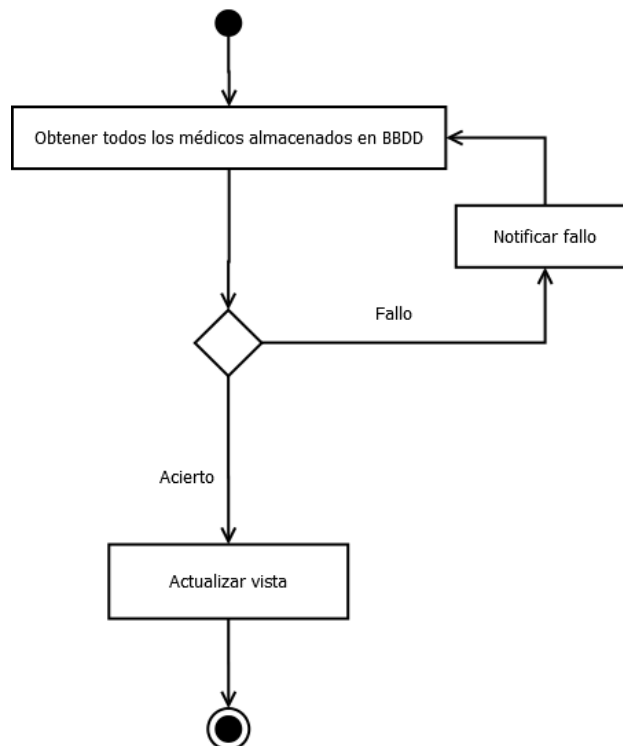 Obtener todos los médicos almacenados en BBDD
Notificar fallo
Fallo
Acierto
Actualizar vista